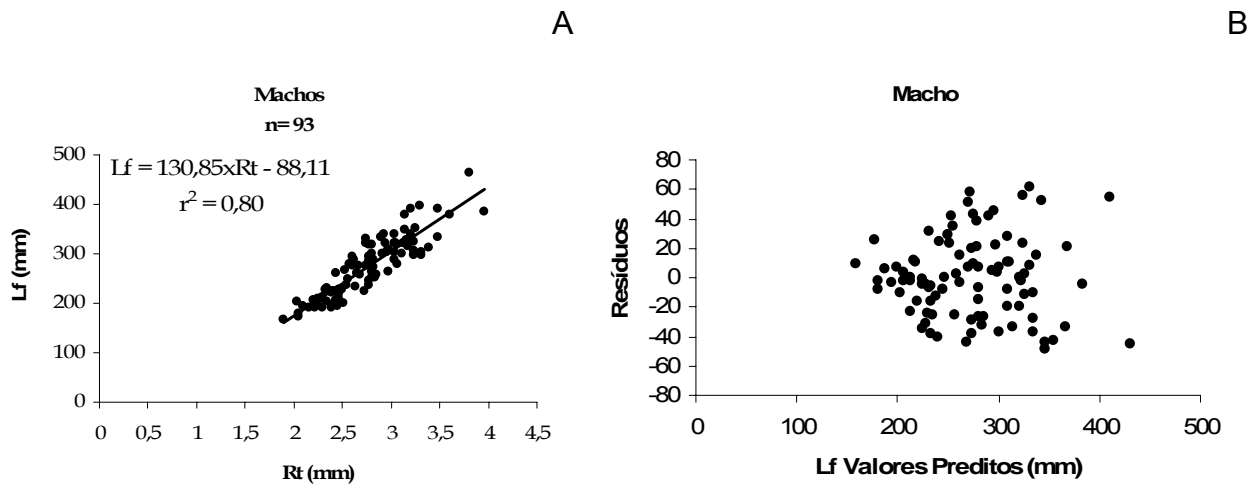 A
Machos
n= 93
Lf = 130,85xRt - 88,11
r² = 0,80
500
400
300
200
100
0
Lf (mm)
0 0,5 1 1,5 2 2,5 3 3,5 4 4,5
Rt (mm)
B
Macho
80
60
40
20
0
-20
-40
-60
-80
Resíduos
0 100 200 300 400 500
Lf Valores Preditos (mm)